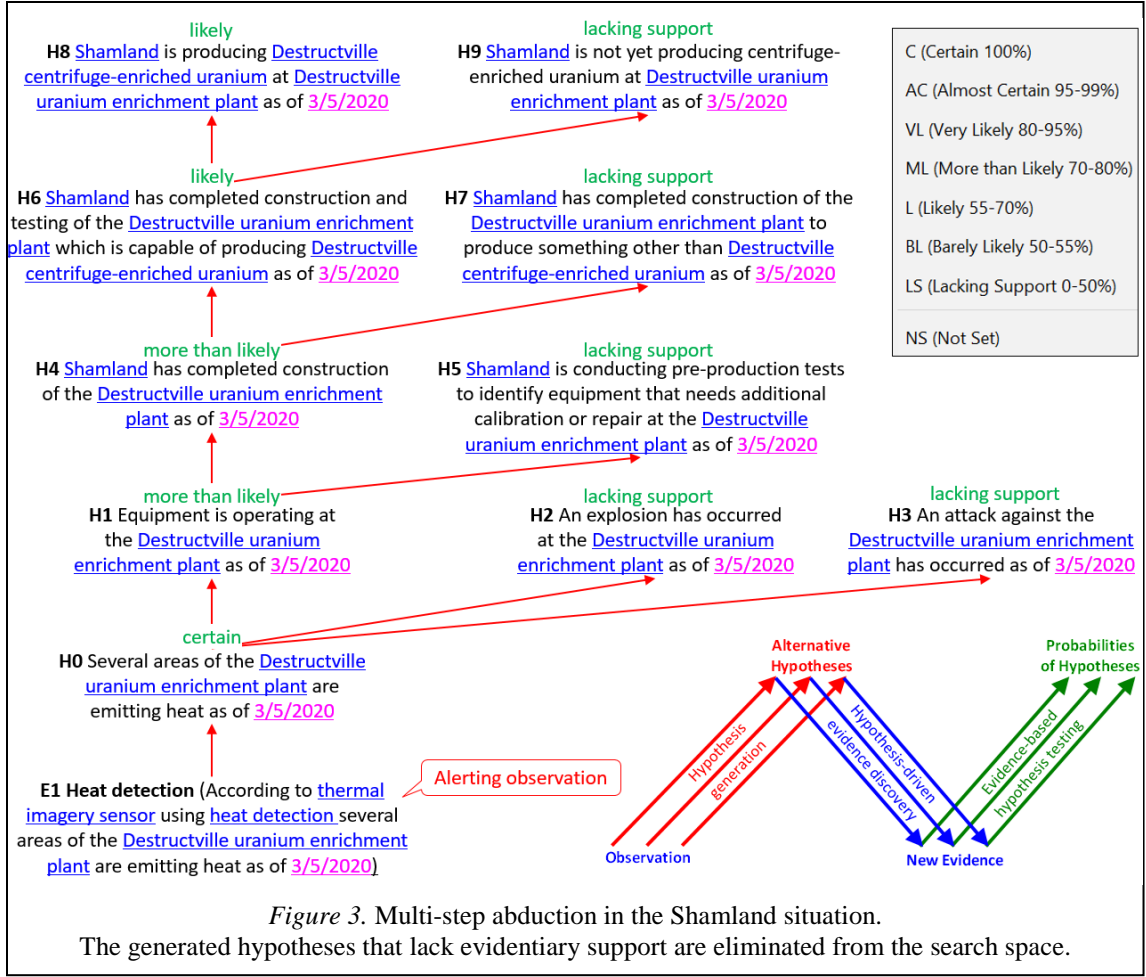 likely
H8 Shamland is producing Destructville
centrifuge-enriched uranium at Destructville
uranium enrichment plant as of 3/5/2020
lacking support
H9 Shamland is not yet producing centrifuge-
enriched uranium at Destructville uranium
enrichment plant as of 3/5/2020
C (Certain 100%)
AC (Almost Certain 95-99%)
VL (Very Likely 80-95%)
ML (More than Likely 70-80%)
L (Likely 55-70%)
BL (Barely Likely 50-55%)
LS (Lacking Support 0-50%)
NS (Not Set)
likely
H6 Shamland has completed construction and
testing of the Destructville uranium enrichment
plant which is capable of producing Destructville
centrifuge-enriched uranium as of 3/5/2020
lacking support
H7 Shamland has completed construction of the
Destructville uranium enrichment plant to
produce something other than Destructville
centrifuge-enriched uranium as of 3/5/2020
more than likely
H4 Shamland has completed construction
of the Destructville uranium enrichment
plant as of 3/5/2020
lacking support
H5 Shamland is conducting pre-production tests
to identify equipment that needs additional
calibration or repair at the Destructville
uranium enrichment plant as of 3/5/2020
more than likely
H1 Equipment is operating at
the Destructville uranium
enrichment plant as of 3/5/2020
lacking support
H2 An explosion has occurred
at the Destructville uranium
enrichment plant as of 3/5/2020
lacking support
H3 An attack against the
Destructville uranium enrichment
plant has occurred as of 3/5/2020
certain
H0 Several areas of the Destructville
uranium enrichment plant are
emitting heat as of 3/5/2020
E1 Heat detection (According to thermal
imagery sensor using heat detection several
areas of the Destructville uranium enrichment
plant are emitting heat as of 3/5/2020)
Alerting observation
Alternative
Hypotheses
Probabilities
of Hypotheses
Hypothesis
generation
Hypothesis-driven
evidence discovery
Evidence-based
hypothesis testing
Observation
New Evidence
Figure 3. Multi-step abduction in the Shamland situation.
The generated hypotheses that lack evidentiary support are eliminated from the search space.